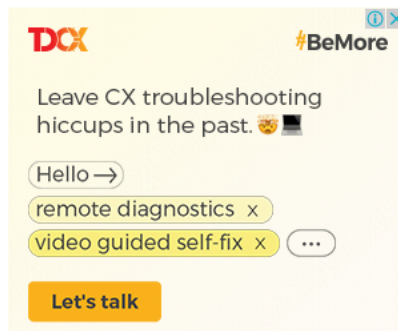 TDCX
#BeMore
Leave CX troubleshooting
hiccups in the past. 🤯💻
Hello →
remote diagnostics x
video guided self-fix x
...
Let's talk